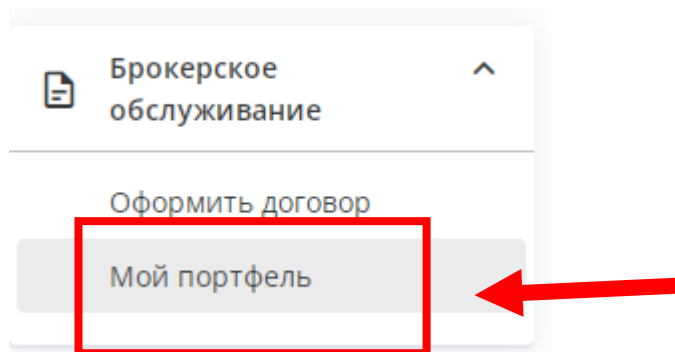 Брокерское
обслуживание
Оформить договор
Мой портфель